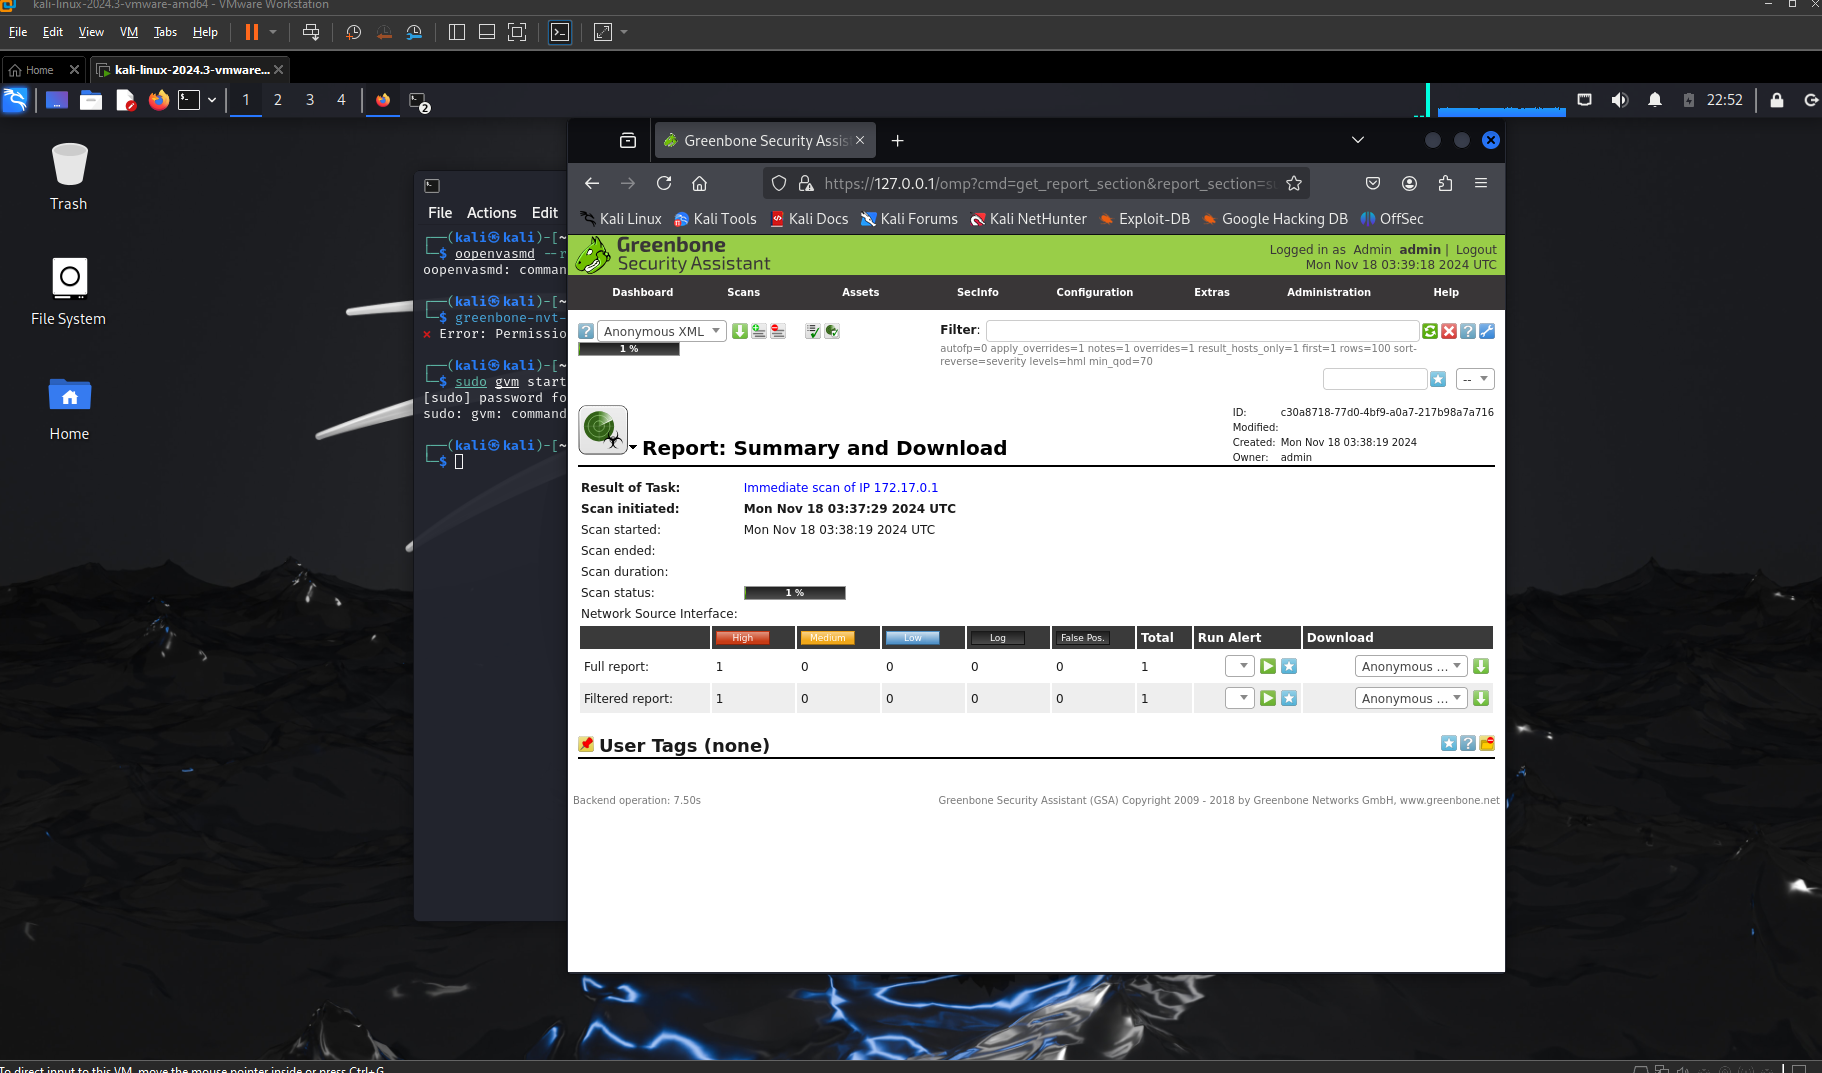 kali-linux-2024.3-vmware-amd64 - VMware Workstation
File Edit View VM Tabs Help
Home kali-linux-2024.3-vmware...
1 2 3 4 2 22:52
Trash
File System
Home
File Actions Edit
┌──(kali㉿kali)-[~
└─$ oopenvasmd --r
oopenvasmd: comman
┌──(kali㉿kali)-[~
└─$ greenbone-nvt-
× Error: Permissio
┌──(kali㉿kali)-[~
└─$ sudo gvm start
[sudo] password fo
sudo: gvm: command
┌──(kali㉿kali)-[~
└─$
Greenbone Security Assis
https://127.0.0.1/omp?cmd=get_report_section&report_section=su
Kali Linux Kali Tools Kali Docs Kali Forums Kali NetHunter Exploit-DB Google Hacking DB OffSec
Greenbone
Security Assistant
Logged in as Admin admin | Logout
Mon Nov 18 03:39:18 2024 UTC
Dashboard Scans Assets SecInfo Configuration Extras Administration Help
Anonymous XML
1 %
Filter:
autofp=0 apply_overrides=1 notes=1 overrides=1 result_hosts_only=1 first=1 rows=100 sort-
reverse=severity levels=hml min_qod=70
--
Report: Summary and Download
ID: c30a8718-77d0-4bf9-a0a7-217b98a7a716
Modified:
Created: Mon Nov 18 03:38:19 2024
Owner: admin
Result of Task: Immediate scan of IP 172.17.0.1
Scan initiated: Mon Nov 18 03:37:29 2024 UTC
Scan started: Mon Nov 18 03:38:19 2024 UTC
Scan ended:
Scan duration:
Scan status: 1 %
Network Source Interface:
High Medium Low Log False Pos. Total Run Alert Download
Full report: 1 0 0 0 0 1 Anonymous ...
Filtered report: 1 0 0 0 0 1 Anonymous ...
User Tags (none)
Backend operation: 7.50s
Greenbone Security Assistant (GSA) Copyright 2009 - 2018 by Greenbone Networks GmbH, www.greenbone.net
To direct input to this VM, move the mouse pointer inside or press Ctrl+G.